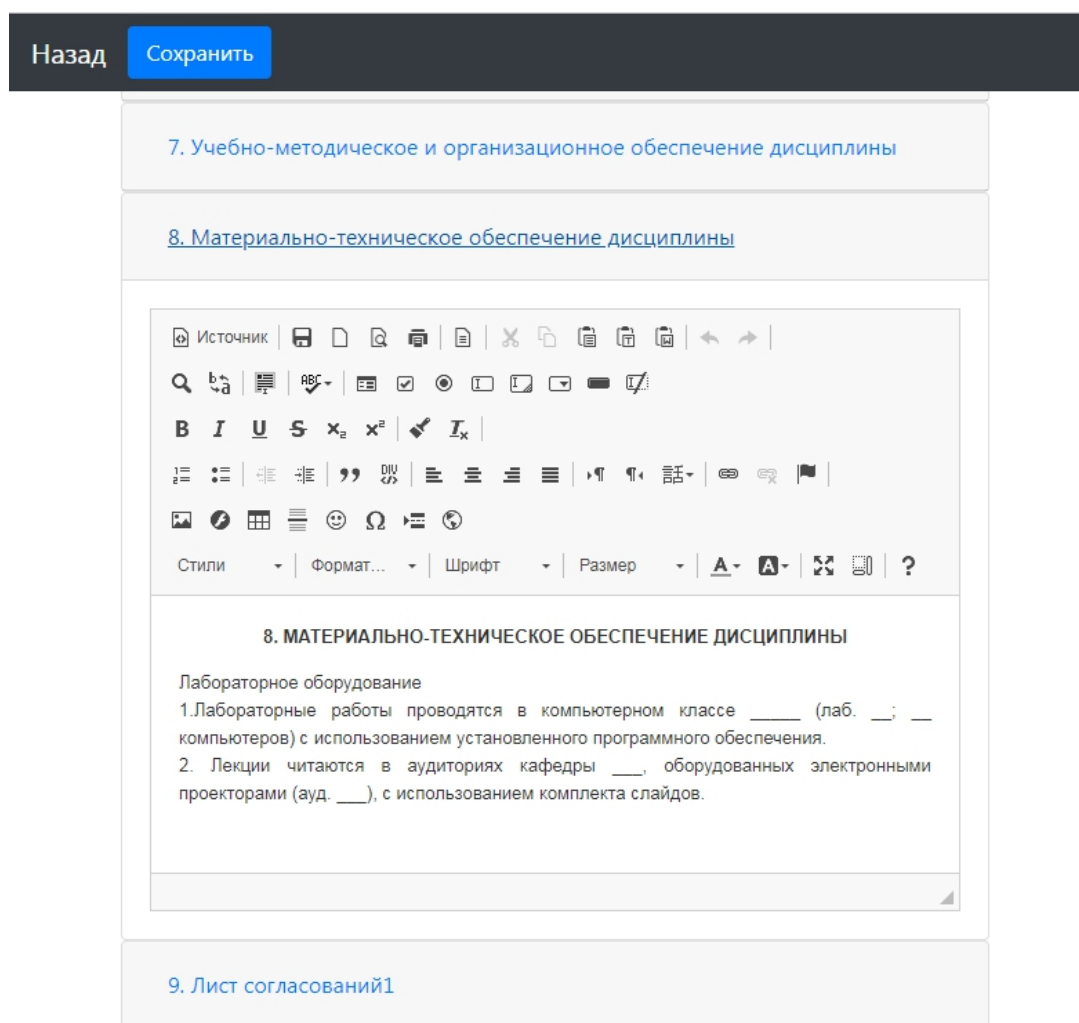 Назад Сохранить
7. Учебно-методическое и организационное обеспечение дисциплины
8. Материально-техническое обеспечение дисциплины
Источник
Стили Формат... Шрифт Размер
8. МАТЕРИАЛЬНО-ТЕХНИЧЕСКОЕ ОБЕСПЕЧЕНИЕ ДИСЦИПЛИНЫ
Лабораторное оборудование
1.Лабораторные работы проводятся в компьютерном классе _____ (лаб. __; __
компьютеров) с использованием установленного программного обеспечения.
2. Лекции читаются в аудиториях кафедры ___, оборудованных электронными
проекторами (ауд. ___), с использованием комплекта слайдов.
9. Лист согласований1